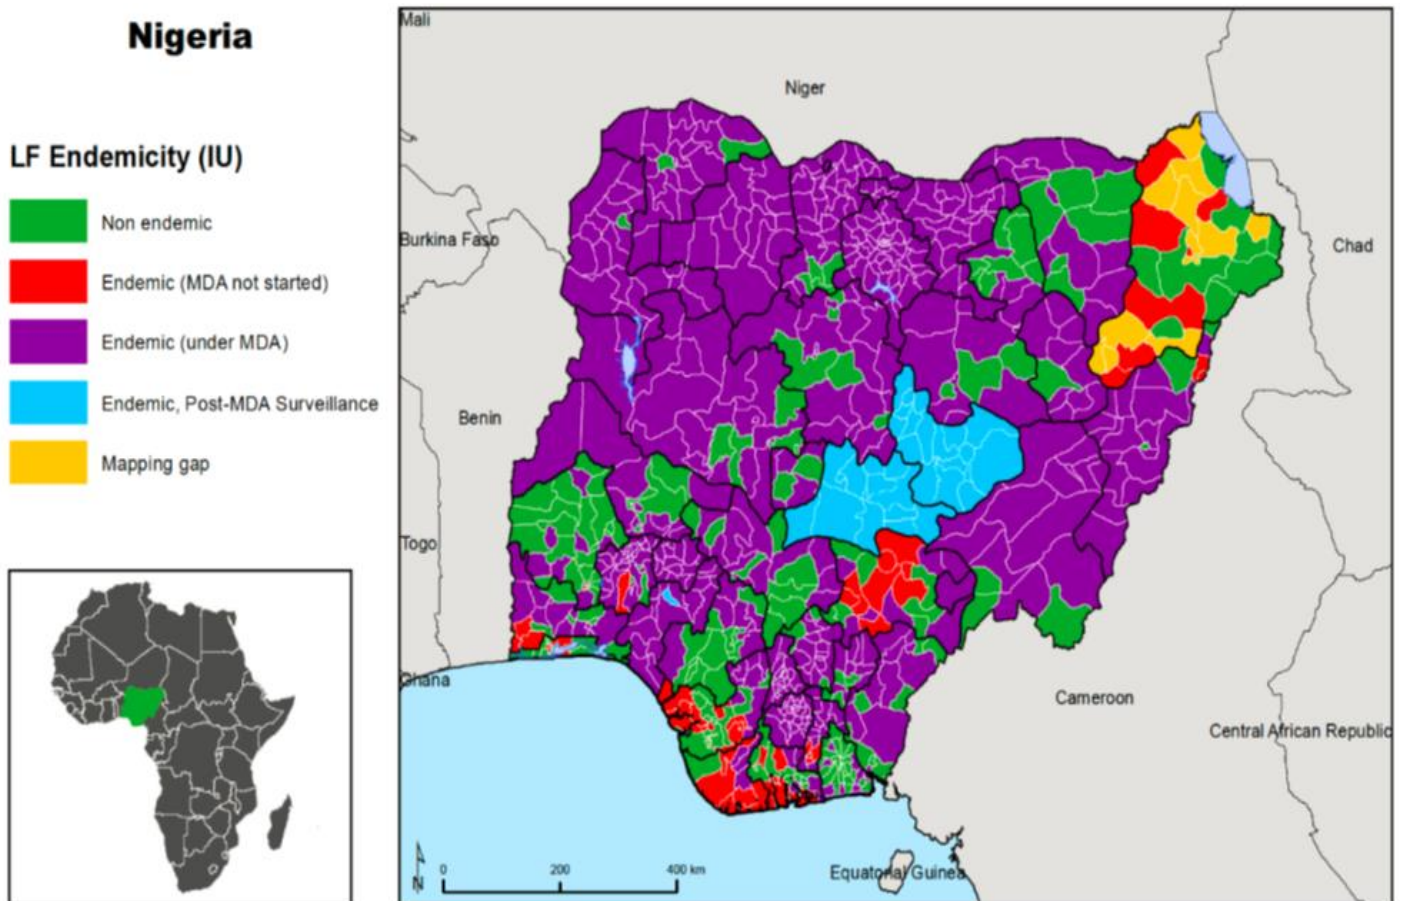 Nigeria
LF Endemicity (IU)
Non endemic
Endemic (MDA not started)
Endemic (under MDA)
Endemic, Post-MDA Surveillance
Mapping gap
Mali
Niger
Burkina Faso
Chad
Benin
Togo
Ghana
Cameroon
Central African Republic
Equatorial Guinea
N
0 200 400 km